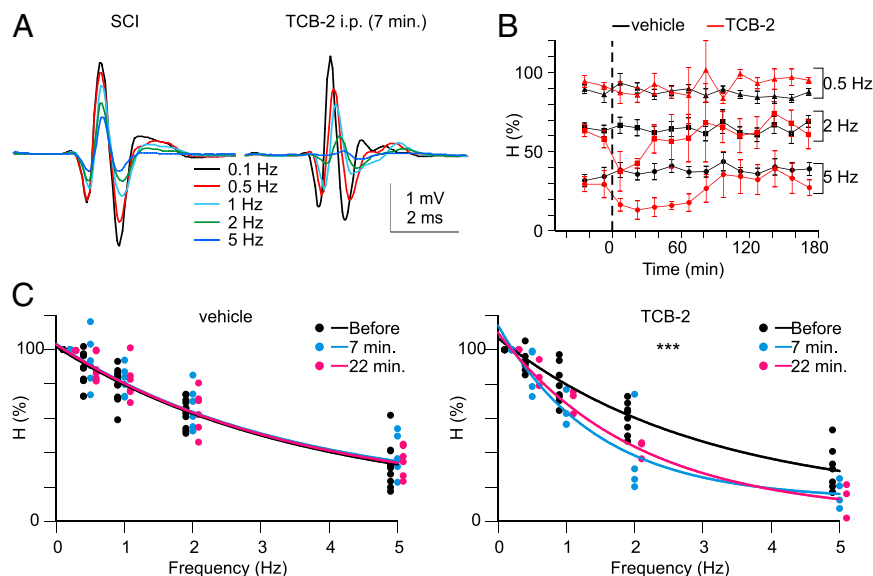 A
SCI
TCB-2 i.p. (7 min.)
0.1 Hz
0.5 Hz
1 Hz
2 Hz
5 Hz
1 mV
2 ms
B
vehicle
TCB-2
H (%)
100
50
0
0.5 Hz
2 Hz
5 Hz
0 60 120 180
Time (min)
C
vehicle
Before
7 min.
22 min.
H (%)
100
0
0 1 2 3 4 5
Frequency (Hz)
TCB-2
***
Before
7 min.
22 min.
H (%)
100
0
0 1 2 3 4 5
Frequency (Hz)